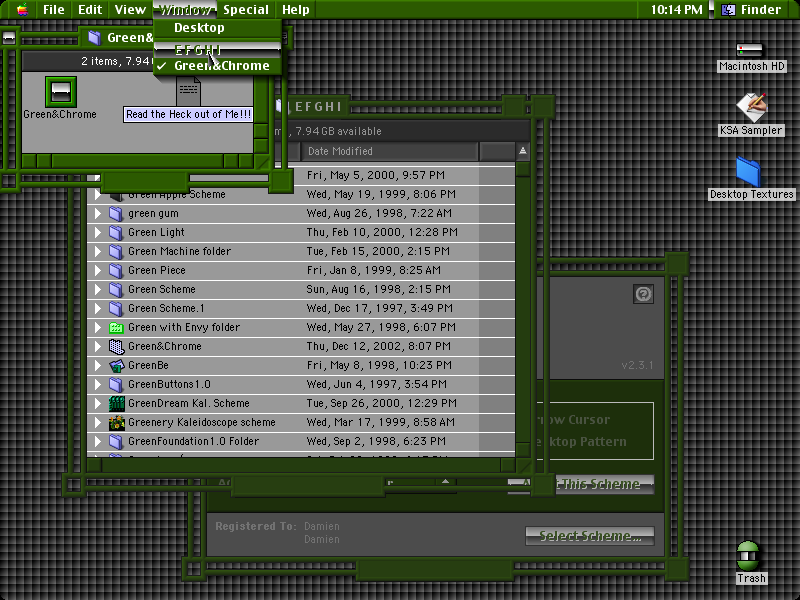 File Edit View Window Special Help 10:14 PM Finder
Desktop
EFGHI
✓ Green&Chrome
Green&
2 items, 7.94
Green&Chrome
Read the Heck out of Me!!!
Macintosh HD
KSA Sampler
Desktop Textures
Trash
EFGHI
7.94 GB available
Date Modified
Fri, May 5, 2000, 9:57 PM
Green Apple Scheme Wed, May 19, 1999, 8:06 PM
green gum Wed, Aug 26, 1998, 7:22 AM
Green Light Thu, Feb 10, 2000, 12:28 PM
Green Machine folder Tue, Feb 15, 2000, 2:15 PM
Green Piece Fri, Jan 8, 1999, 8:25 AM
Green Scheme Sun, Aug 16, 1998, 2:15 PM
Green Scheme.1 Wed, Dec 17, 1997, 3:49 PM
Green with Envy folder Wed, May 27, 1998, 6:07 PM
Green&Chrome Thu, Dec 12, 2002, 8:07 PM
GreenBe Fri, May 8, 1998, 10:23 PM
GreenButtons1.0 Wed, Jun 4, 1997, 3:54 PM
GreenDream Kal. Scheme Tue, Sep 26, 2000, 12:29 PM
Greenery Kaleidoscope scheme Wed, Mar 17, 1999, 8:58 AM
GreenFoundation1.0 Folder Wed, Sep 2, 1998, 6:23 PM
v2.3.1
Cursor
Pattern
This Scheme
Registered To: Damien
Damien
Select Scheme...